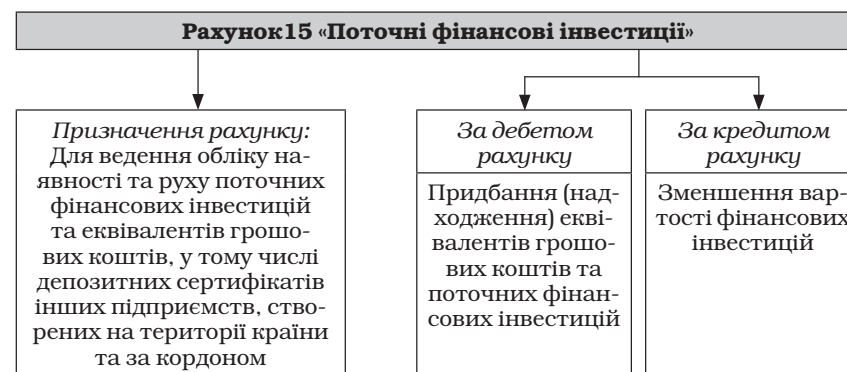 Рахунок15 «Поточні фінансові інвестиції»
Призначення рахунку:
Для ведення обліку на-
явності та руху поточних
фінансових інвестицій
та еквівалентів грошо-
вих коштів, у тому числі
депозитних сертифікатів
інших підприємств, ство-
рених на території країни
та за кордоном
За дебетом
рахунку
Придбання (над-
ходження) екві-
валентів грошо-
вих коштів та
поточних фінан-
сових інвестицій
За кредитом
рахунку
Зменшення вар-
тості фінансових
інвестицій